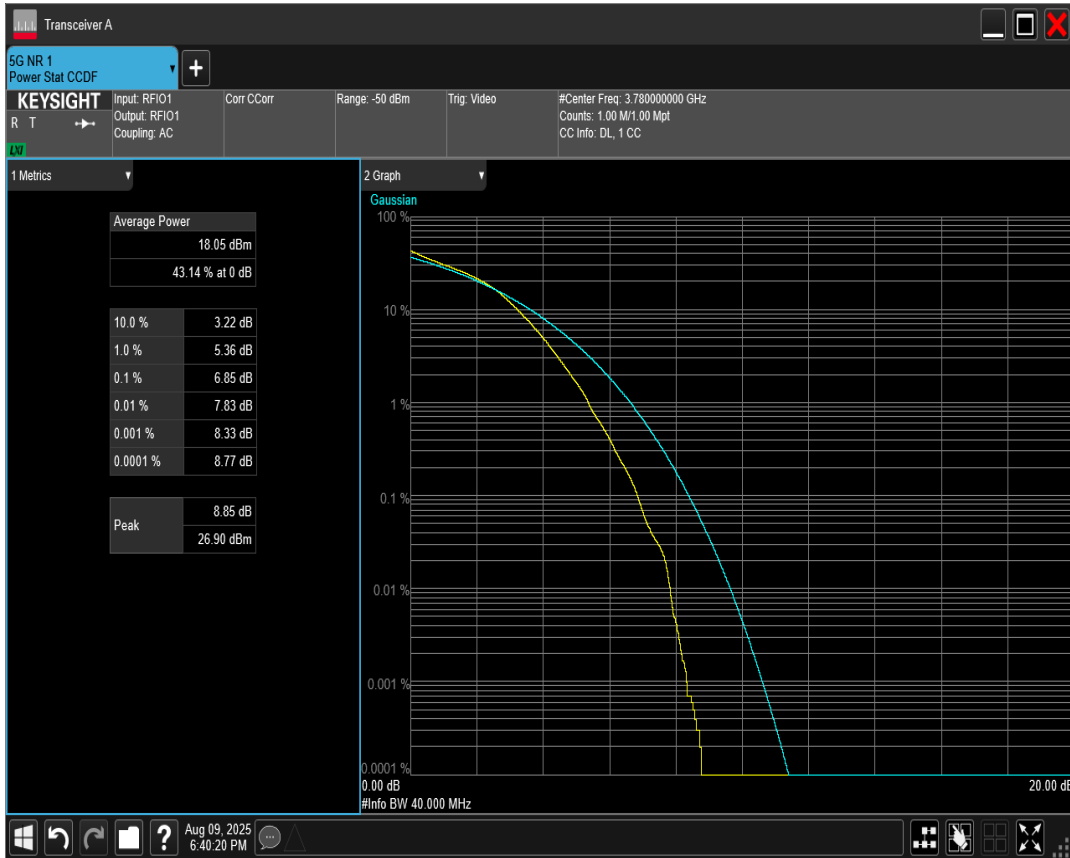 Transceiver A
5G NR 1
Power Stat CCDF
KEYSIGHT
R T
LXI
Input: RFIO1
Output: RFIO1
Coupling: AC
Corr CCorr
Range: -50 dBm
Trig: Video
#Center Freq: 3.780000000 GHz
Counts: 1.00 M/1.00 Mpt
CC Info: DL, 1 CC
1 Metrics
Average Power
18.05 dBm
43.14 % at 0 dB
10.0 % 3.22 dB
1.0 % 5.36 dB
0.1 % 6.85 dB
0.01 % 7.83 dB
0.001 % 8.33 dB
0.0001 % 8.77 dB
Peak 8.85 dB
26.90 dBm
2 Graph
Gaussian
100 %
10 %
1 %
0.1 %
0.01 %
0.001 %
0.0001 %
0.00 dB 20.00 dB
#Info BW 40.000 MHz
? Aug 09, 2025
6:40:20 PM